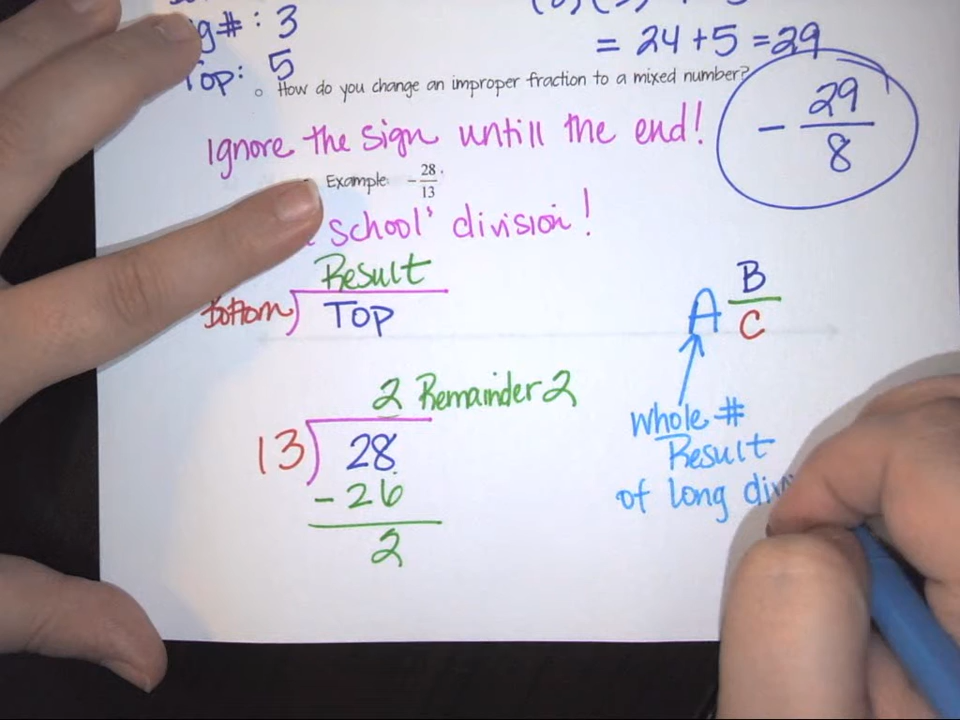 g#: 3
= 24 + 5 = 29
Top: 5
How do you change an improper fraction to a mixed number?
- 29/8
Ignore the sign untill the end!
Example: - 28/13
school' division!
Result
Bottom) Top
A B/C
2 Remainder 2
13) 28
- 26
2
whole #
Result
of long div